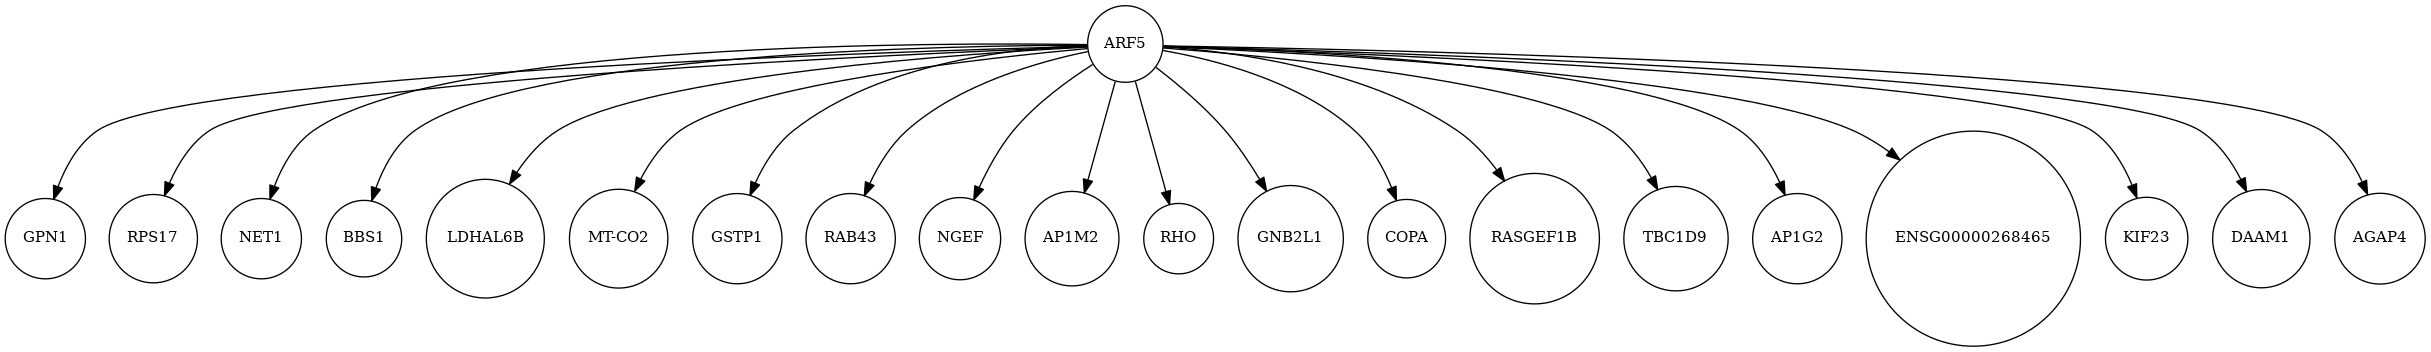 ARF5
GPN1
RPS17
NET1
BBS1
LDHAL6B
MT-CO2
GSTP1
RAB43
NGEF
AP1M2
RHO
GNB2L1
COPA
RASGEF1B
TBC1D9
AP1G2
ENSG00000268465
KIF23
DAAM1
AGAP4